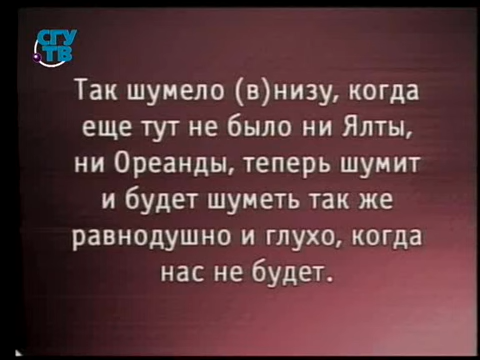 СГУ
ТВ
Так шумело (в)низу, когда
еще тут не было ни Ялты,
ни Ореанды, теперь шумит
и будет шуметь так же
равнодушно и глухо, когда
нас не будет.